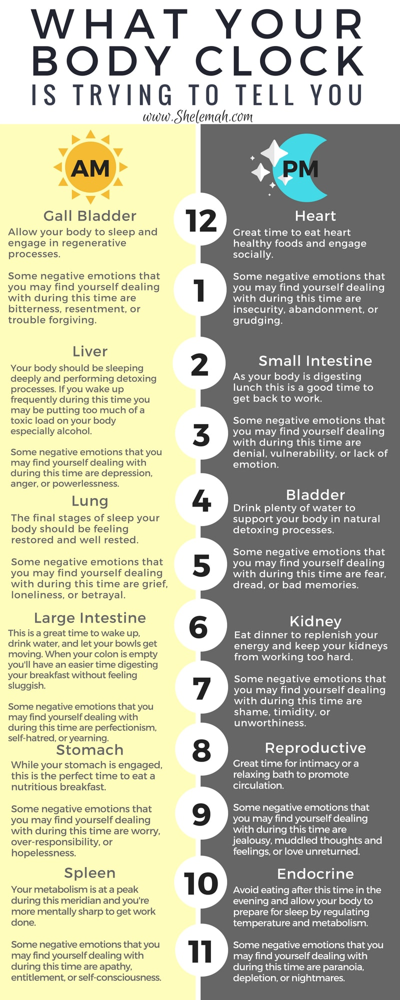 WHAT YOUR
BODY CLOCK
IS TRYING TO TELL YOU
www.Shelemah.com
AM
PM
12
Gall Bladder
Allow your body to sleep and
engage in regenerative
processes.
Some negative emotions that
you may find yourself dealing
with during this time are
bitterness, resentment, or
trouble forgiving.
Heart
Great time to eat heart
healthy foods and engage
socially.
1
Some negative emotions that
you may find yourself dealing
with during this time are
insecurity, abandonment, or
grudging.
Liver
Your body should be sleeping
deeply and performing detoxing
processes. If you wake up
frequently during this time you
may be putting too much of a
toxic load on your body
especially alcohol.
Some negative emotions that you
may find yourself dealing with
during this time are depression,
anger, or powerlessness.
2
Small Intestine
As your body is digesting
lunch this is a good time to
get back to work.
3
Some negative emotions that
you may find yourself dealing
with during this time are
denial, vulnerability, or lack of
emotion.
Lung
The final stages of sleep your
body should be feeling
restored and well rested.
Some negative emotions that
you may find yourself dealing
with during this time are grief,
loneliness, or betrayal.
4
Bladder
Drink plenty of water to
support your body in natural
detoxing processes.
5
Some negative emotions that
you may find yourself dealing
with during this time are fear,
dread, or bad memories.
Large Intestine
This is a great time to wake up,
drink water, and let your bowls get
moving. When your colon is empty
you'll have an easier time digesting
your breakfast without feeling
sluggish.
Some negative emotions that you
may find yourself dealing with
during this time are perfectionism,
self-hatred, or yearning.
6
Kidney
Eat dinner to replenish your
energy and keep your kidneys
from working too hard.
7
Some negative emotions that
you may find yourself dealing
with during this time are
shame, timidity, or
unworthiness.
Stomach
While your stomach is engaged,
this is the perfect time to eat a
nutritious breakfast.
Some negative emotions that
you may find yourself dealing
with during this time are worry,
over-responsibility, or
hopelessness.
8
Reproductive
Great time for intimacy or a
relaxing bath to promote
circulation.
9
Some negative emotions that
you may find yourself dealing
with during this time are
jealousy, muddled thoughts and
feelings, or love unreturned.
Spleen
Your metabolism is at a peak
during this meridian and you're
more mentally sharp to get work
done.
Some negative emotions that you
may find yourself dealing with
during this time are apathy,
entitlement, or self-consciousness.
10
Endocrine
Avoid eating after this time in the
evening and allow your body to
prepare for sleep by regulating
temperature and metabolism.
11
Some negative emotions that you
may find yourself dealing with
during this time are paranoia,
depletion, or nightmares.